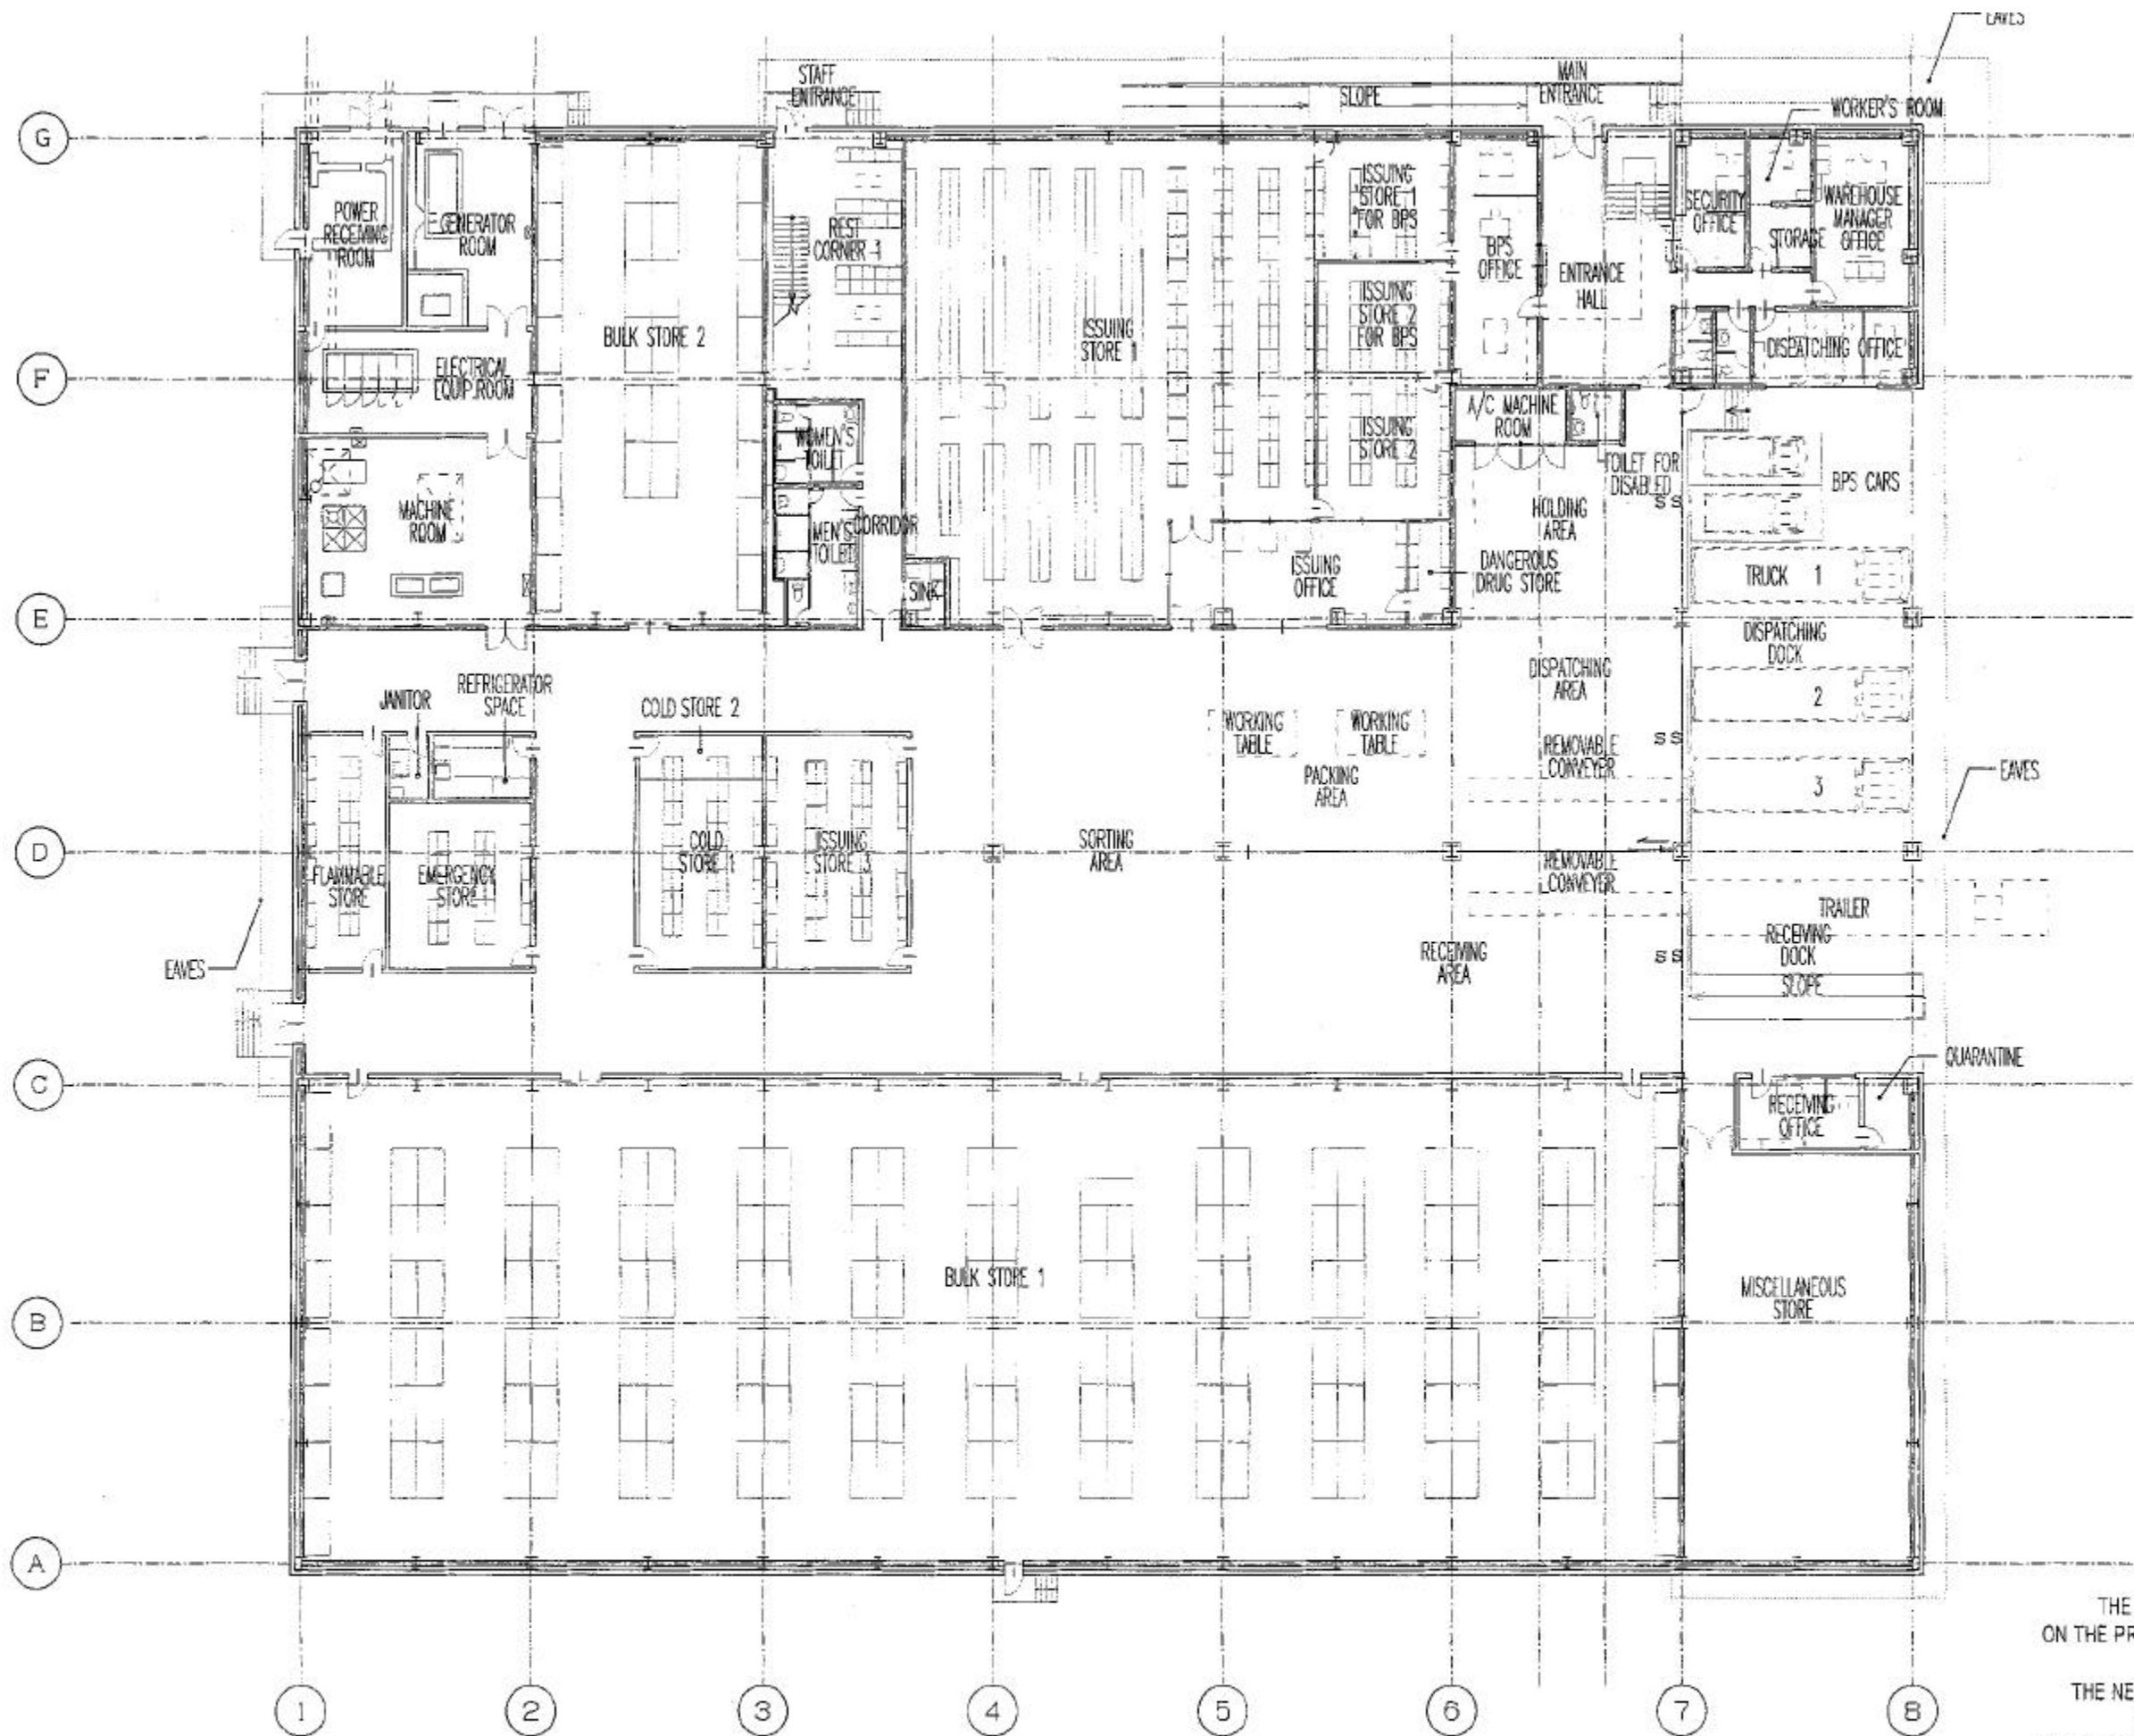 EAVES
STAFF
ENTRANCE
SLOPE
MAIN
ENTRANCE
WORKER'S ROOM
G
POWER
RECEIVING
ROOM
GENERATOR
ROOM
REST
CORNER 1
ISSUING
STORE 1
FOR BPS
BPS
OFFICE
ENTRANCE
HALL
SECURITY
OFFICE
STORAGE
WAREHOUSE
MANAGER
OFFICE
BULK STORE 2
ISSUING
STORE 1
ISSUING
STORE 2
FOR BPS
DISPATCHING OFFICE
F
ELECTRICAL
EQUIP.ROOM
WOMEN'S
TOILET
ISSUING
STORE 2
A/C MACHINE
ROOM
TOILET FOR
DISABLED
S S
BPS CARS
MACHINE
ROOM
MEN'S
TOILET
CORRIDOR
HOLDING
AREA
SINK
ISSUING
OFFICE
DANGEROUS
DRUG STORE
TRUCK 1
E
DISPATCHING
DOCK
JANITOR
REFRIGERATOR
SPACE
COLD STORE 2
DISPATCHING
AREA
2
WORKING
TABLE
WORKING
TABLE
REMOVABLE
CONVEYER
S S
PACKING
AREA
3
EAVES
D
FLAMMABLE
STORE
EMERGENCY
STORE
COLD
STORE 1
ISSUING
STORE 3
SORTING
AREA
REMOVABLE
CONVEYER
TRAILER
EAVES
RECEIVING
AREA
S S
RECEIVING
DOCK
SLOPE
QUARANTINE
C
RECEIVING
OFFICE
BULK STORE 1
MISCELLANEOUS
STORE
B
A
THE
ON THE PR
THE NE
1 2 3 4 5 6 7 8